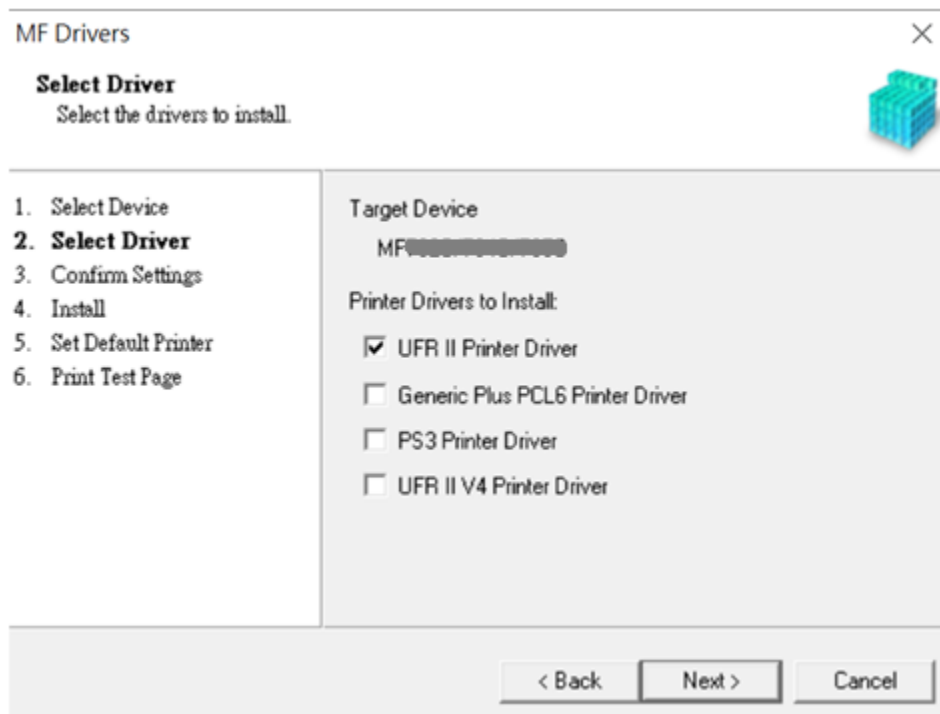 MF Drivers
Select Driver
Select the drivers to install.
1. Select Device
2. Select Driver
3. Confirm Settings
4. Install
5. Set Default Printer
6. Print Test Page
Target Device
MF
Printer Drivers to Install:
UFR II Printer Driver
Generic Plus PCL6 Printer Driver
PS3 Printer Driver
UFR II V4 Printer Driver
< Back
Next >
Cancel